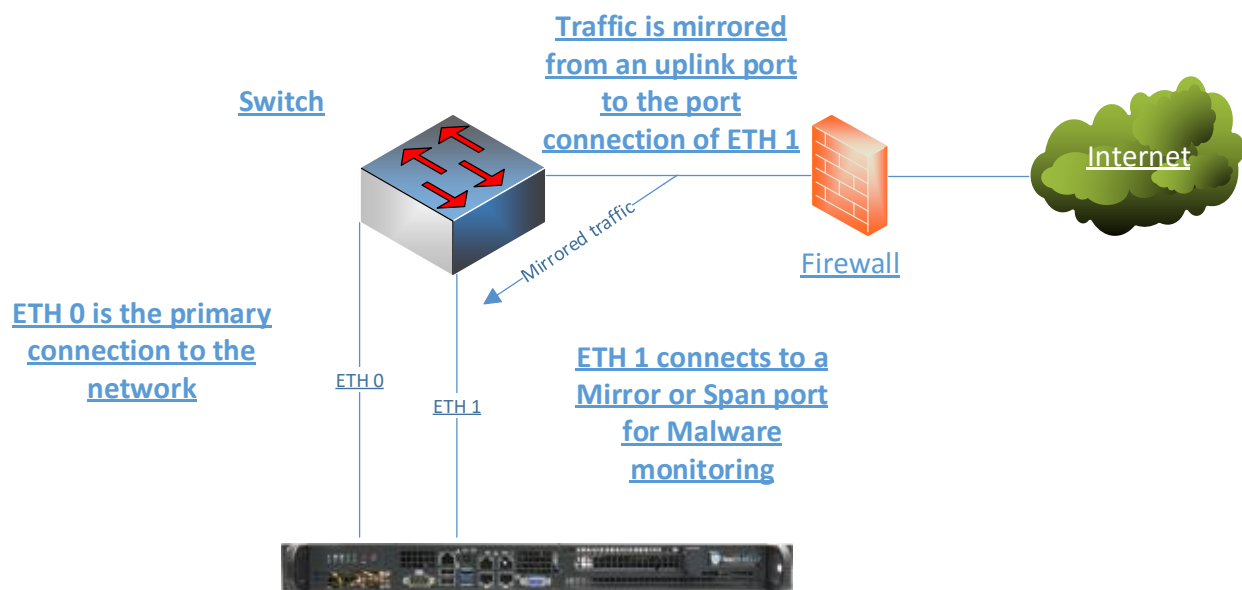 Traffic is mirrored
from an uplink port
to the port
connection of ETH 1
Switch
Internet
Mirrored traffic
Firewall
ETH 0 is the primary
connection to the
network
ETH 0
ETH 1
ETH 1 connects to a
Mirror or Span port
for Malware
monitoring